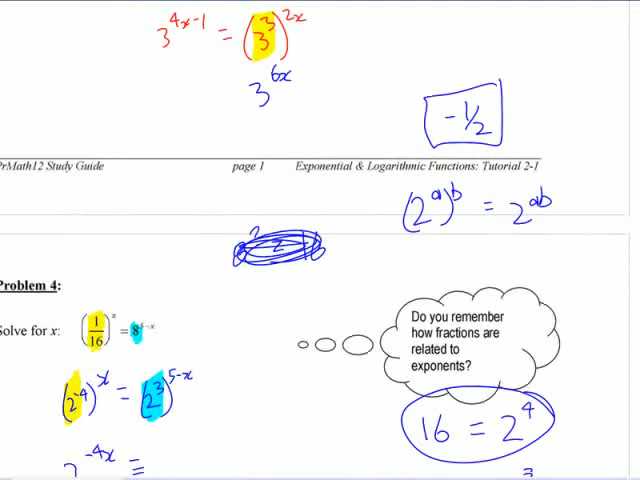 3^{4x-1} = (3^3)^{2x}
3^{6x}
-1/2
PrMath12 Study Guide page 1 Exponential & Logarithmic Functions: Tutorial 2-1
(2^a)^b = 2^{ab}
Problem 4:
Solve for x: (1/16)^x = 8^{5-x}
Do you remember
how fractions are
related to
exponents?
(2^{-4})^x = (2^3)^{5-x}
16 = 2^4
2^{-4x} =